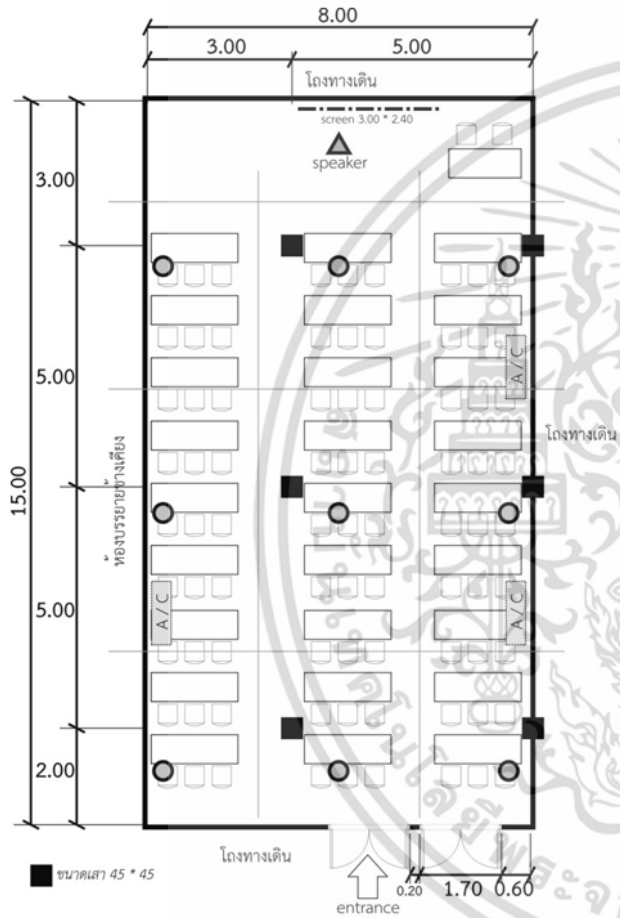 8.00
3.00
5.00
โถงทางเดิน
screen 3.00 * 2.40
speaker
3.00
5.00
A / C
โถงทางเดิน
15.00
ห้องบรรยายข้างเคียง
5.00
A / C
A / C
2.00
โถงทางเดิน
0.20
1.70
0.60
ขนาดเสา 45 * 45
entrance